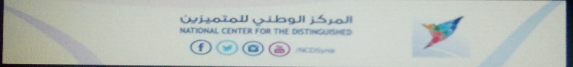 المركز الوطني للمتميزين
NATIONAL CENTER FOR THE DISTINGUISHED
/NCDSyria